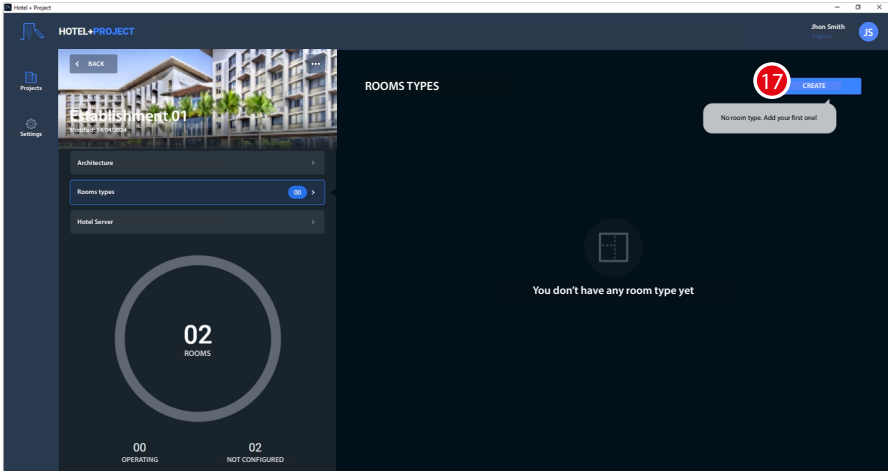 Hotel + Project
HOTEL+PROJECT
Jhon Smith
Logout
JS
Projects
Settings
BACK
Establishment 01
Modified: 14/04/2024
Architecture
Rooms types
00
Hotel Server
02
ROOMS
00
OPERATING
02
NOT CONFIGURED
ROOMS TYPES
17
CREATE
No room type. Add your first one!
You don't have any room type yet